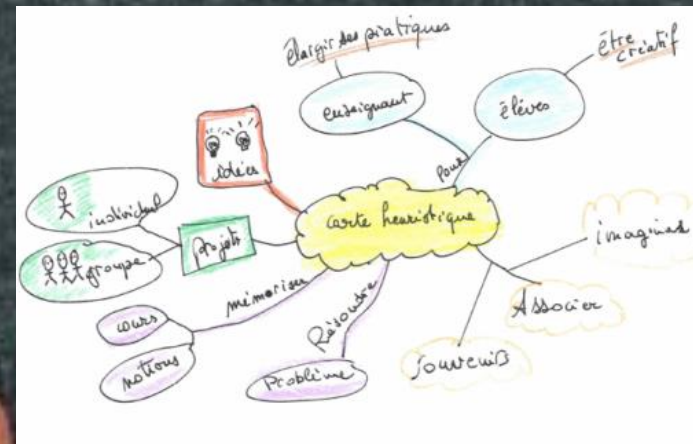 élargir ses pratiques
être
créatif
enseignant
élèves
idées
pour
individuel
carte heuristique
projets
groupe
imaginer
mémoriser
Associer
cours
Résoudre
souvenirs
notions
Problème